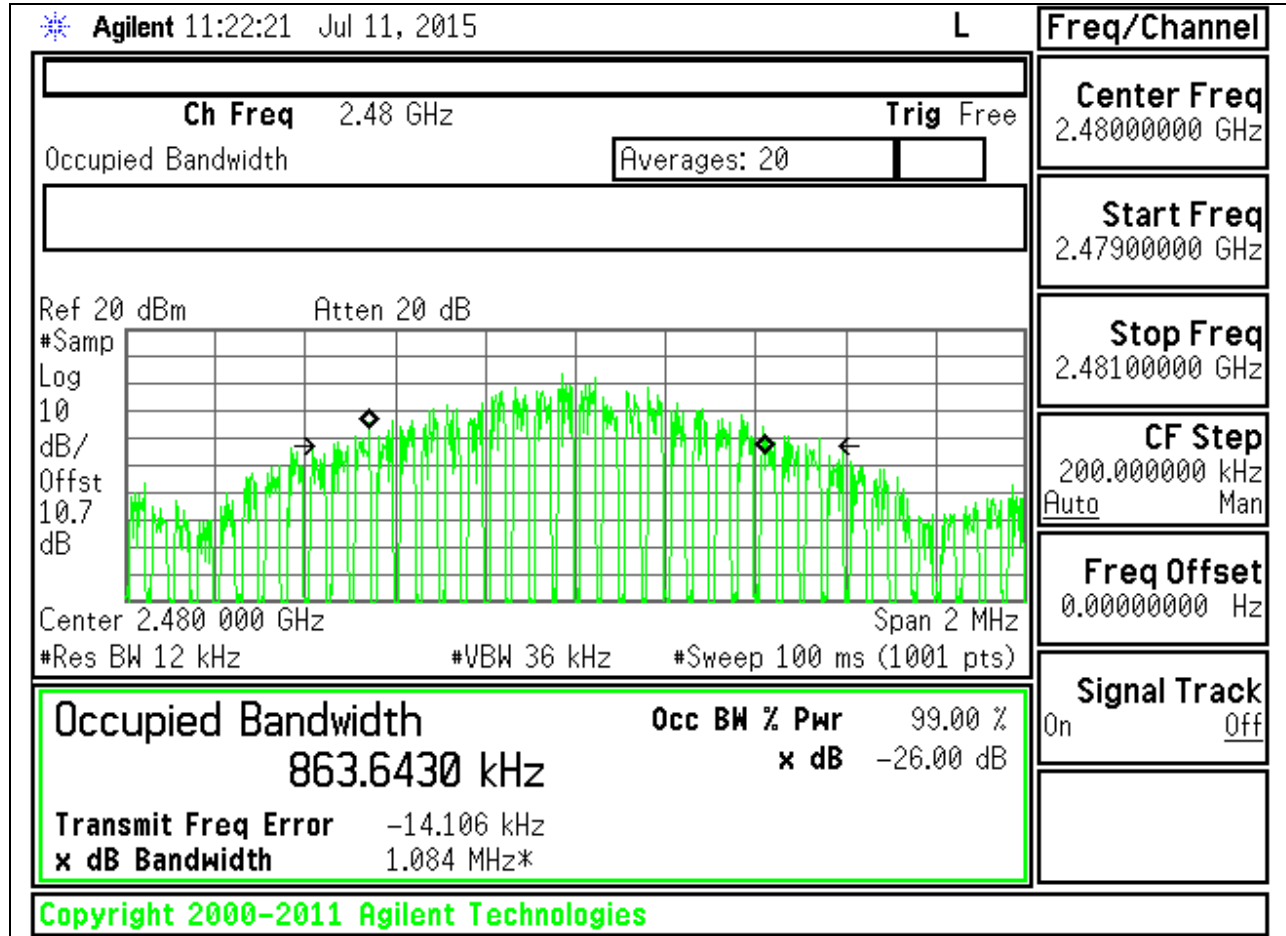 Agilent 11:22:21 Jul 11, 2015 L
Ch Freq 2.48 GHz Trig Free
Occupied Bandwidth Averages: 20
Ref 20 dBm Atten 20 dB
#Samp
Log
10
dB/
Offst
10.7
dB
Center 2.480 000 GHz Span 2 MHz
#Res BW 12 kHz #VBW 36 kHz #Sweep 100 ms (1001 pts)
Occupied Bandwidth Occ BW % Pwr 99.00 %
863.6430 kHz x dB -26.00 dB
Transmit Freq Error -14.106 kHz
x dB Bandwidth 1.084 MHz*
Copyright 2000-2011 Agilent Technologies
Freq/Channel
Center Freq
2.48000000 GHz
Start Freq
2.47900000 GHz
Stop Freq
2.48100000 GHz
CF Step
200.000000 kHz
Auto Man
Freq Offset
0.00000000 Hz
Signal Track
On Off